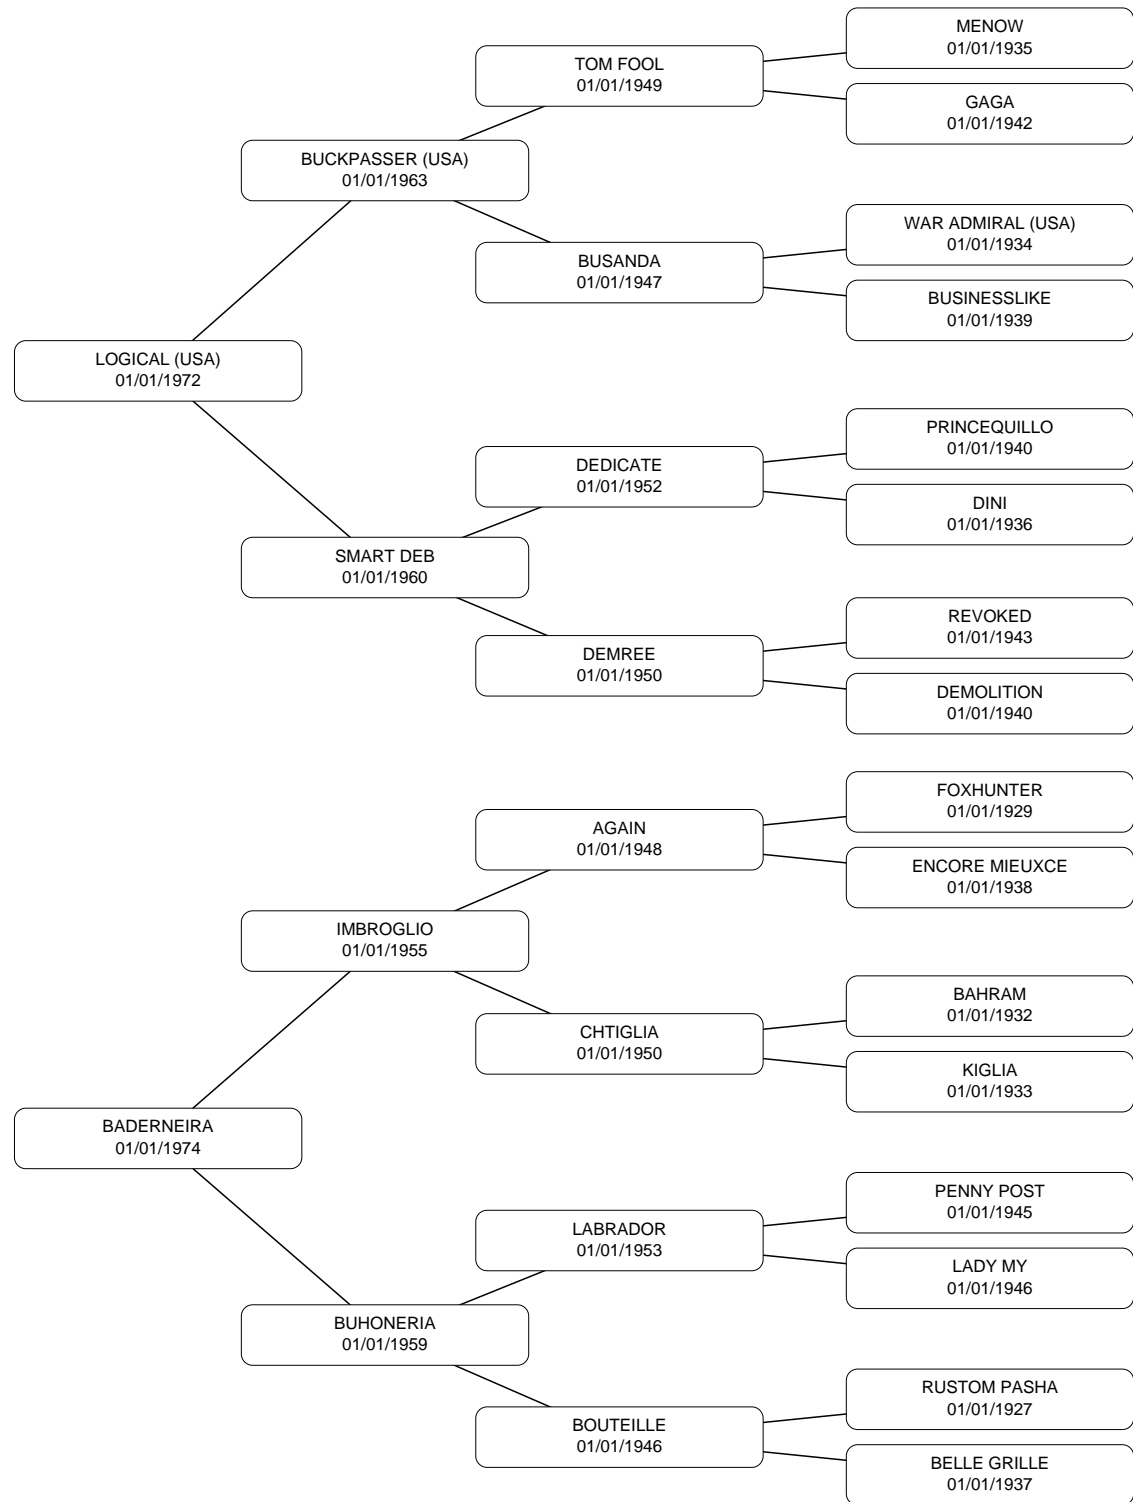 MENOW
01/01/1935
TOM FOOL
01/01/1949
GAGA
01/01/1942
BUCKPASSER (USA)
01/01/1963
WAR ADMIRAL (USA)
01/01/1934
BUSANDA
01/01/1947
BUSINESSLIKE
01/01/1939
LOGICAL (USA)
01/01/1972
PRINCEQUILLO
01/01/1940
DEDICATE
01/01/1952
DINI
01/01/1936
SMART DEB
01/01/1960
REVOKED
01/01/1943
DEMREE
01/01/1950
DEMOLITION
01/01/1940
FOXHUNTER
01/01/1929
AGAIN
01/01/1948
ENCORE MIEUXCE
01/01/1938
IMBROGLIO
01/01/1955
BAHRAM
01/01/1932
CHTIGLIA
01/01/1950
KIGLIA
01/01/1933
BADERNEIRA
01/01/1974
PENNY POST
01/01/1945
LABRADOR
01/01/1953
LADY MY
01/01/1946
BUHONERIA
01/01/1959
RUSTOM PASHA
01/01/1927
BOUTEILLE
01/01/1946
BELLE GRILLE
01/01/1937